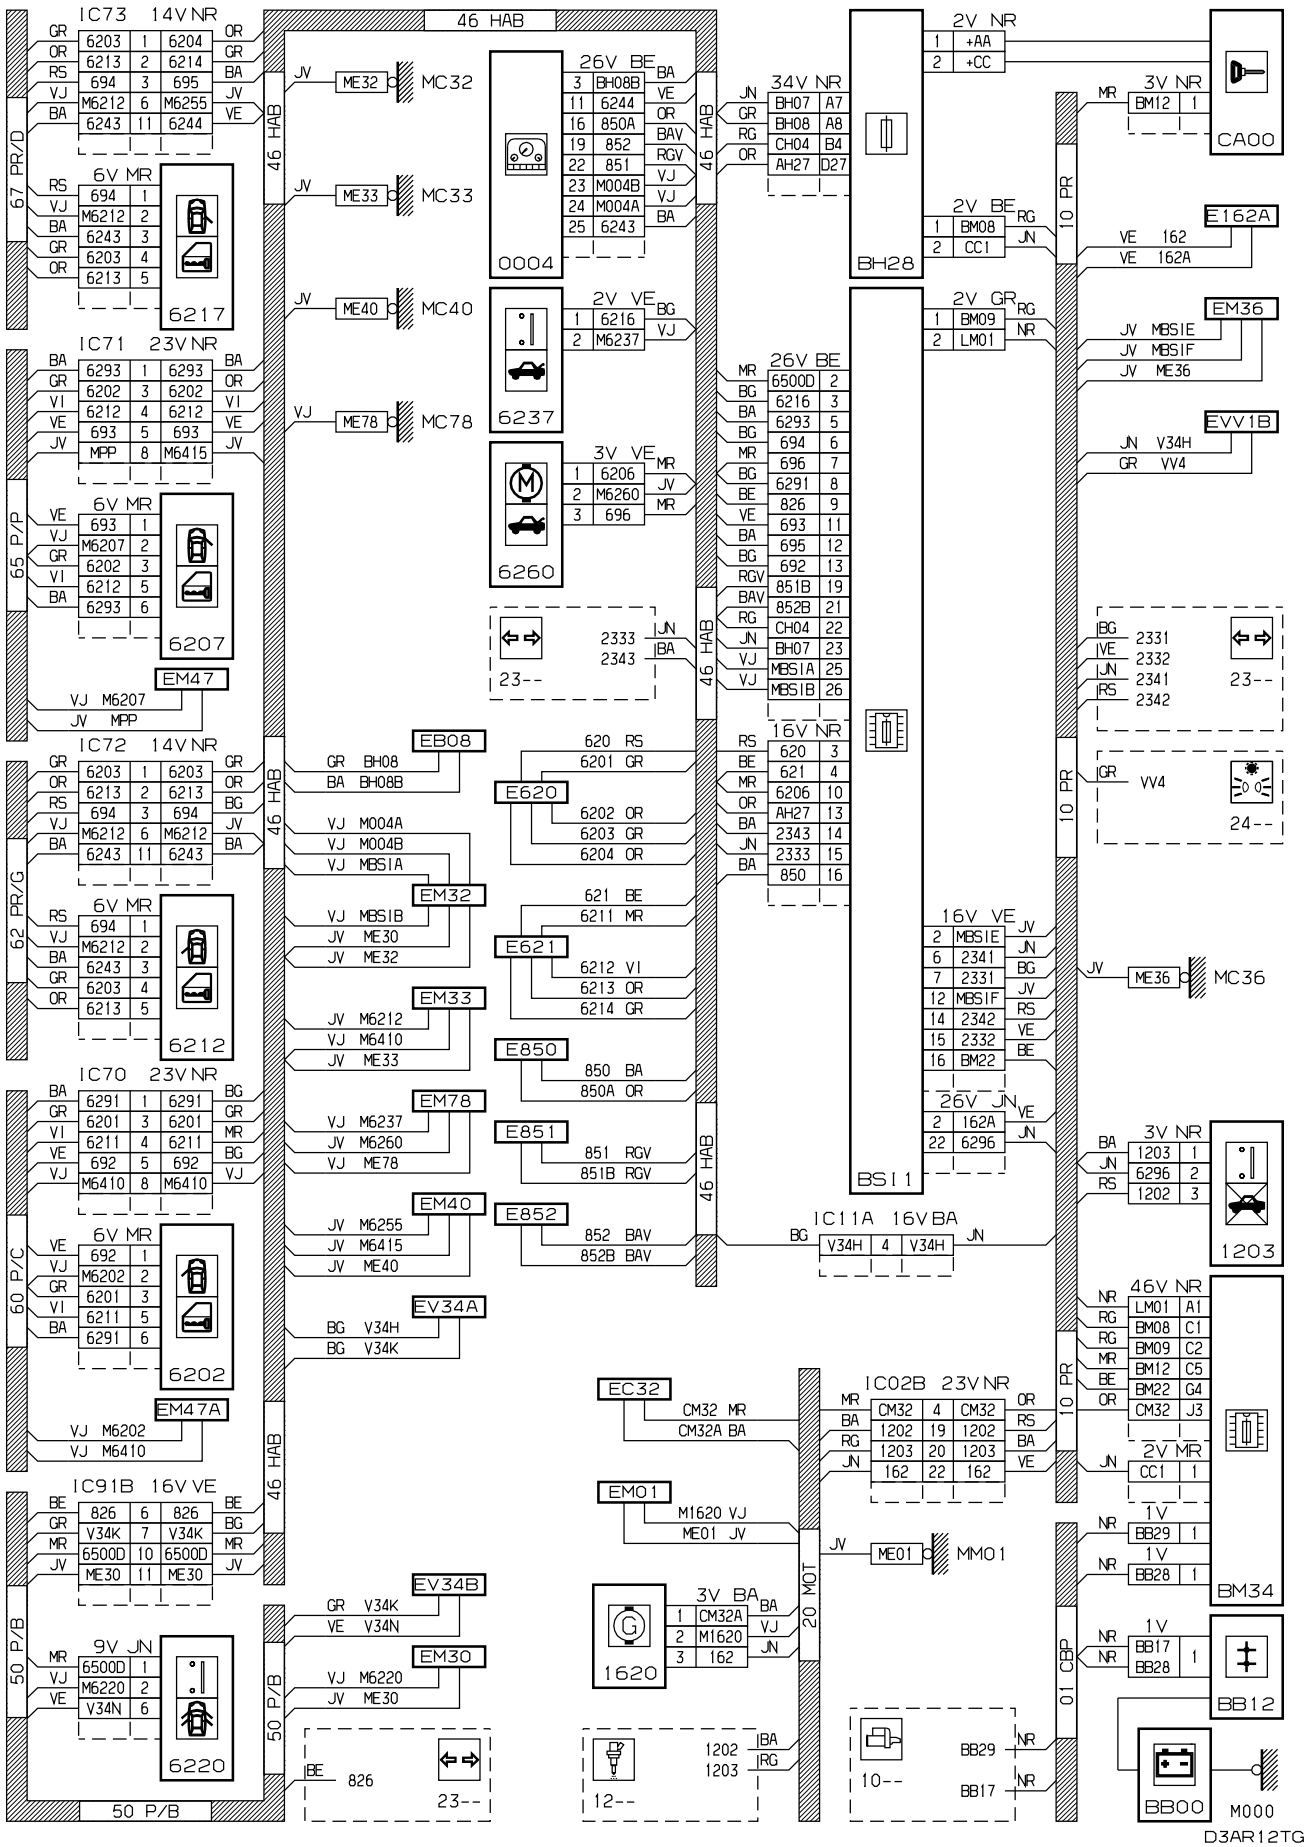 46 HAB
IC73 14V NR
GR 6203 1 6204 OR
OR 6213 2 6214 GR
RS 694 3 695 BA
VJ M6212 6 M6255 JV
BA 6243 11 6244 VE
67 PR/D
6V MR
RS 694 1
VJ M6212 2
BA 6243 3
GR 6203 4
OR 6213 5
6217
IC71 23V NR
BA 6293 1 6293 BA
GR 6202 3 6202 OR
VI 6212 4 6212 VI
VE 693 5 693 VE
JV MPP 8 M6415 JV
65 P/P
6V MR
VE 693 1
VJ M6207 2
GR 6202 3
VI 6212 5
BA 6293 6
6207
EM47
VJ M6207
JV MPP
IC72 14V NR
GR 6203 1 6203 GR
OR 6213 2 6213 OR
RS 694 3 694 BG
VJ M6212 6 M6212 JV
BA 6243 11 6243 BA
62 PR/G
6V MR
RS 694 1
VJ M6212 2
BA 6243 3
GR 6203 4
OR 6213 5
6212
IC70 23V NR
BA 6291 1 6291 BG
GR 6201 3 6201 GR
VI 6211 4 6211 MR
VE 692 5 692 BG
VJ M6410 8 M6410 VJ
60 P/C
6V MR
VE 692 1
VJ M6202 2
GR 6201 3
VI 6211 5
BA 6291 6
6202
EM47A
VJ M6202
VJ M6410
IC91B 16V VE
BE 826 6 826 BE
GR V34K 7 V34K BG
MR 6500D 10 6500D MR
JV ME30 11 ME30 JV
50 P/B
9V JN
MR 6500D 1
VJ M6220 2
VE V34N 6
6220
50 P/B
46 HAB
46 HAB
46 HAB
50 P/B
JV ME32 MC32
JV ME33 MC33
JV ME40 MC40
VJ ME78 MC78
EB08
GR BH08
BA BH08B
VJ M004A
VJ M004B
VJ MBSIA
EM32
VJ MBSIB
JV ME30
JV ME32
EM33
JV M6212
VJ M6410
JV ME33
EM78
VJ M6237
JV M6260
VJ ME78
EM40
JV M6255
JV M6415
JV ME40
EV34A
BG V34H
BG V34K
EV34B
GR V34K
VE V34N
EM30
VJ M6220
JV ME30
BE 826
23--
26V BE
3 BH08B BA
11 6244 VE
16 850A OR
19 852 BAV
22 851 RGV
23 M004B VJ
24 M004A VJ
25 6243 BA
0004
2V VE
1 6216 BG
2 M6237 VJ
6237
3V VE
1 6206 MR
2 M6260 JV
3 696 MR
M
6260
2333 JN
2343 BA
23--
620 RS
6201 GR
E620
6202 OR
6203 GR
6204 OR
621 BE
6211 MR
E621
6212 VI
6213 OR
6214 GR
E850
850 BA
850A OR
E851
851 RGV
851B RGV
E852
852 BAV
852B BAV
46 HAB
46 HAB
46 HAB
34V NR
JN BH07 A7
GR BH08 A8
RG CH04 B4
OR AH27 D27
2V NR
1 +AA
2 +CC
2V BE
1 BM08 RG
2 CC1 JN
BH28
26V BE
MR 6500D 2
BG 6216 3
BA 6293 5
BG 694 6
MR 696 7
BG 6291 8
BE 826 9
VE 693 11
BA 695 12
BG 692 13
RGV 851B 19
BAV 852B 21
RG CH04 22
JN BH07 23
VJ MBSIA 25
VJ MBSIB 26
16V NR
RS 620 3
BE 621 4
MR 6206 10
OR AH27 13
BA 2343 14
JN 2333 15
BA 850 16
2V GR
1 BM09 RG
2 LM01 NR
16V VE
2 MBSIE JV
6 2341 JN
7 2331 BG
12 MBSIF JV
14 2342 RS
15 2332 VE
16 BM22 BE
26V JN
2 162A VE
22 6296 JN
BSI1
IC11A 16V BA
BG V34H 4 V34H JN
EC32
CM32 MR
CM32A BA
IC02B 23V NR
MR CM32 4 CM32 OR
BA 1202 19 1202 RS
RG 1203 20 1203 BA
JN 162 22 162 VE
EM01
M1620 VJ
ME01 JV
20 MOT
JV ME01 MM01
3V BA
1 CM32A BA
2 M1620 VJ
3 162 JN
G
1620
1202 BA
1203 RG
12--
BB29 NR
BB17 NR
10--
3V NR
MR BM12 1
CA00
10 PR
E162A
VE 162
VE 162A
EM36
JV MBSIE
JV MBSIF
JV ME36
EVV1B
JN V34H
GR VV4
BG 2331
VE 2332
JN 2341
RS 2342
23--
10 PR
GR VV4
24--
JV ME36 MC36
3V NR
BA 1203 1
JN 6296 2
RS 1202 3
1203
10 PR
46V NR
NR LM01 A1
RG BM08 C1
RG BM09 C2
MR BM12 C5
BE BM22 G4
OR CM32 J3
2V MR
JN CC1 1
1V
NR BB29 1
1V
NR BB28 1
BM34
01 CBP
1V
NR BB17 1
NR BB28
BB12
BB00
M000
D3AR12TG